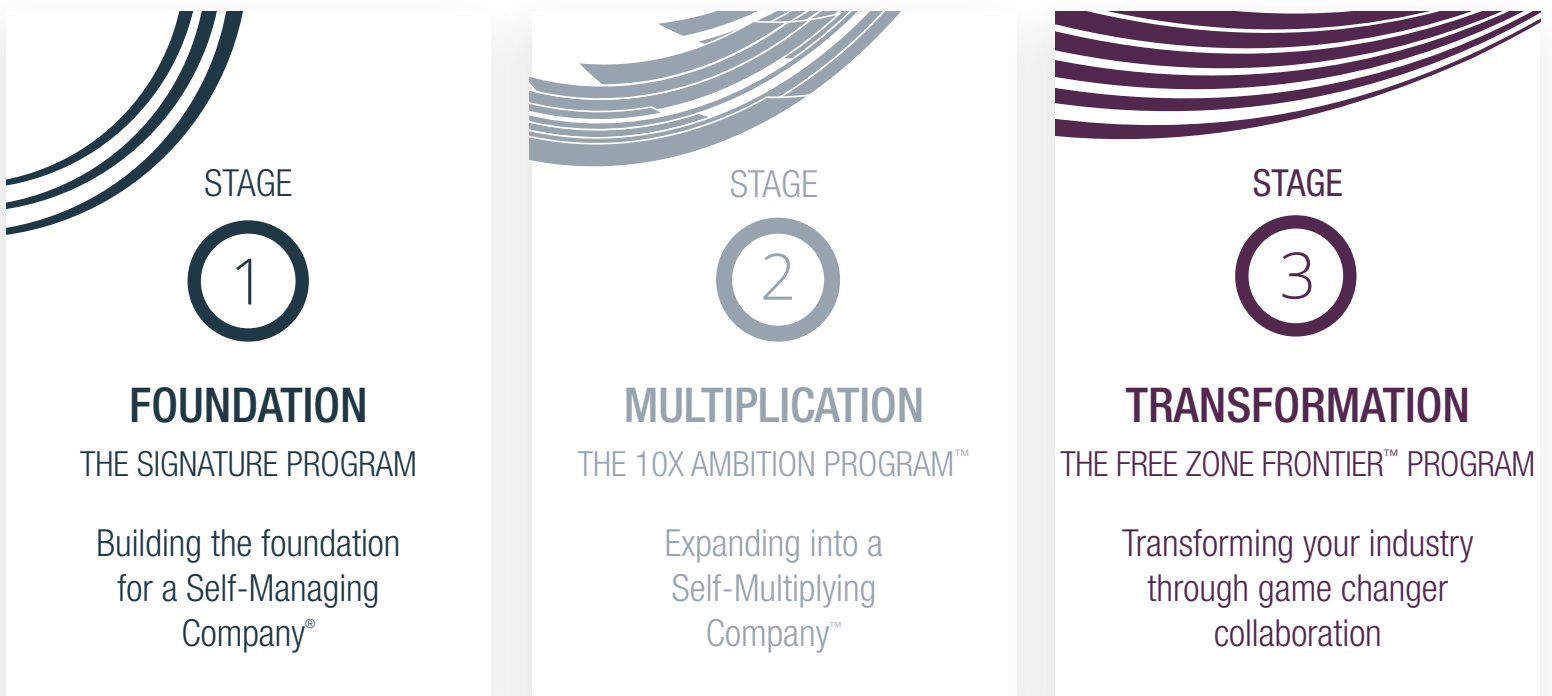 STAGE
1
FOUNDATION
THE SIGNATURE PROGRAM
Building the foundation
for a Self-Managing
Company®
STAGE
2
MULTIPLICATION
THE 10X AMBITION PROGRAM™
Expanding into a
Self-Multiplying
Company™
STAGE
3
TRANSFORMATION
THE FREE ZONE FRONTIER™ PROGRAM
Transforming your industry
through game changer
collaboration